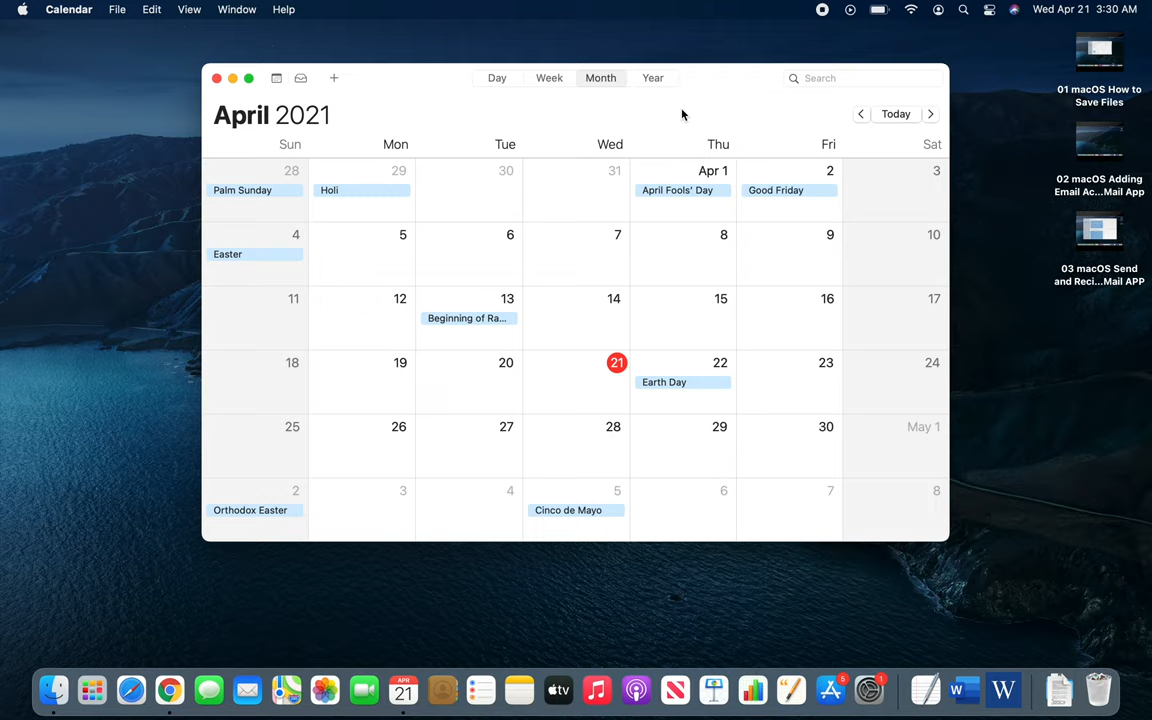 Calendar File Edit View Window Help Wed Apr 21 3:30 AM
Day Week Month Year Search
April 2021 Today
Sun Mon Tue Wed Thu Fri Sat
28 29 30 31 Apr 1 2 3
Palm Sunday Holi April Fools' Day Good Friday
4 5 6 7 8 9 10
Easter
11 12 13 14 15 16 17
Beginning of Ra...
18 19 20 21 22 23 24
Earth Day
25 26 27 28 29 30 May 1
2 3 4 5 6 7 8
Orthodox Easter Cinco de Mayo
01 macOS How to
Save Files
02 macOS Adding
Email Ac...Mail App
03 macOS Send
and Reci...Mail APP
APR
21
tv
5
1
W
W